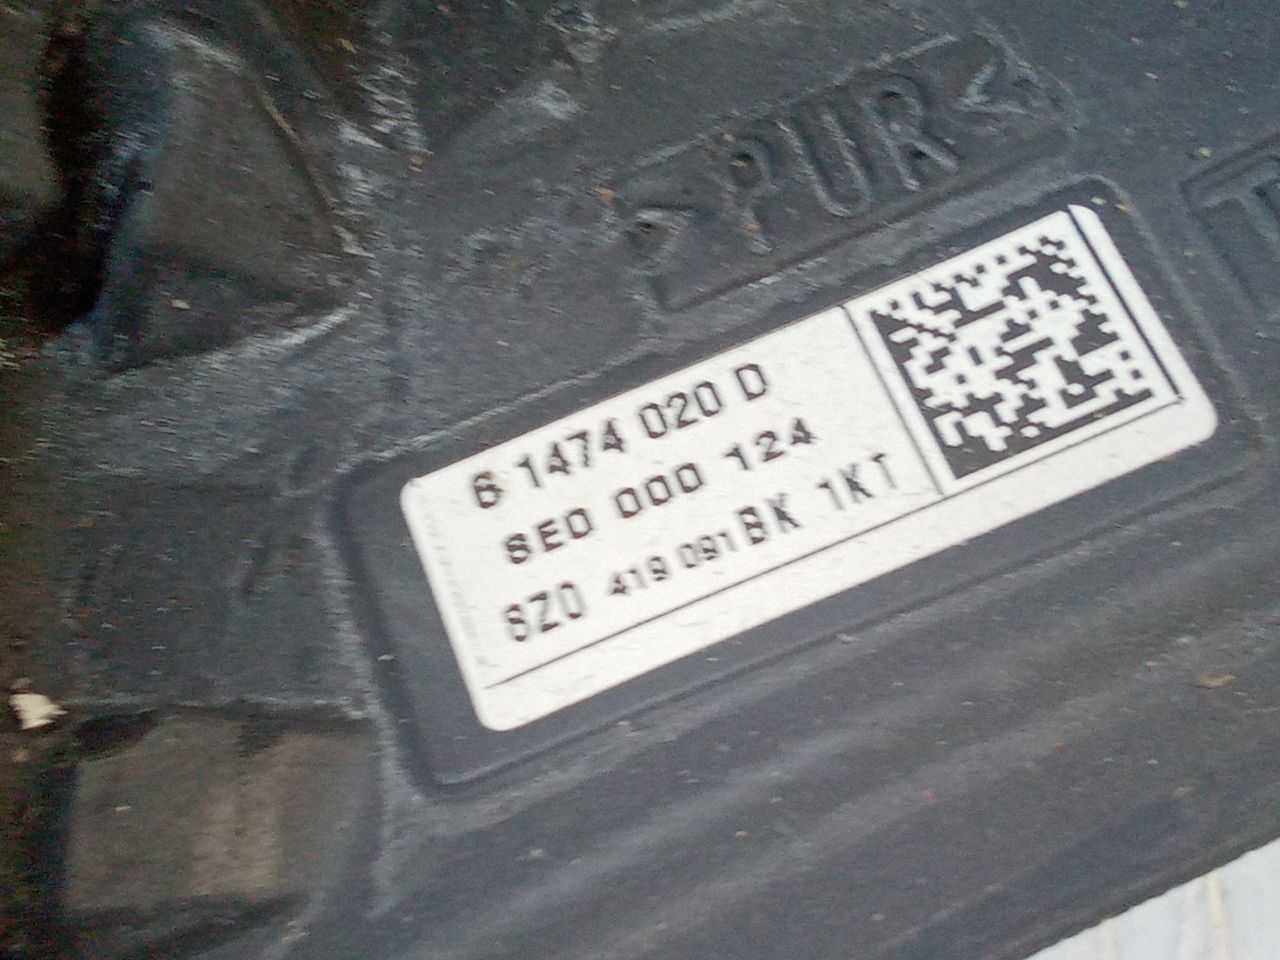 >PUR<
6 1474 020 D
8E0 000 124
8Z0 419 091 BK 1KT